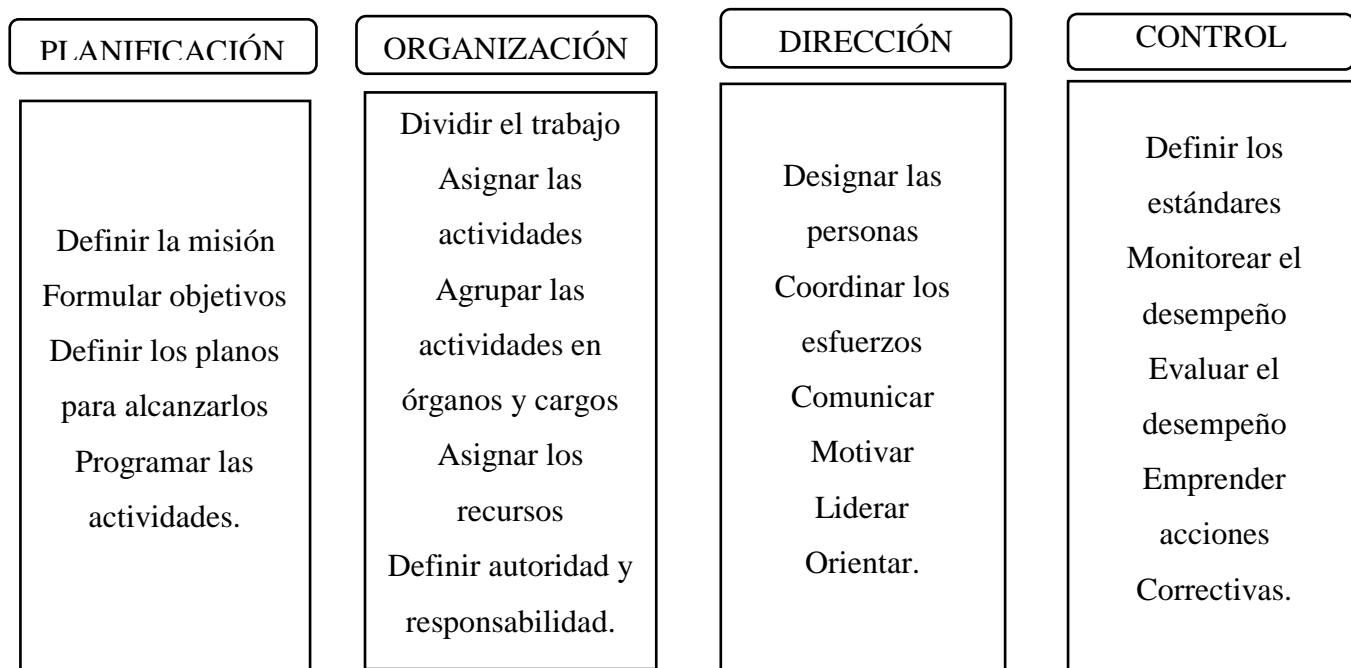 PLANIFICACIÓN
Definir la misión
Formular objetivos
Definir los planos
para alcanzarlos
Programar las
actividades.
ORGANIZACIÓN
Dividir el trabajo
Asignar las
actividades
Agrupar las
actividades en
órganos y cargos
Asignar los
recursos
Definir autoridad y
responsabilidad.
DIRECCIÓN
Designar las
personas
Coordinar los
esfuerzos
Comunicar
Motivar
Liderar
Orientar.
CONTROL
Definir los
estándares
Monitorear el
desempeño
Evaluar el
desempeño
Emprender
acciones
Correctivas.